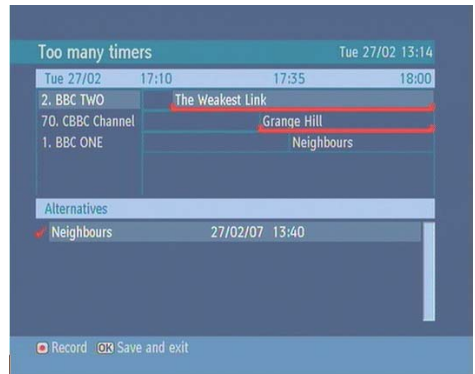 Too many timers Tue 27/02 13:14
Tue 27/02 17:10 17:35 18:00
2. BBC TWO The Weakest Link
70. CBBC Channel Grange Hill
1. BBC ONE Neighbours
Alternatives
Neighbours 27/02/07 13:40
Record OK Save and exit